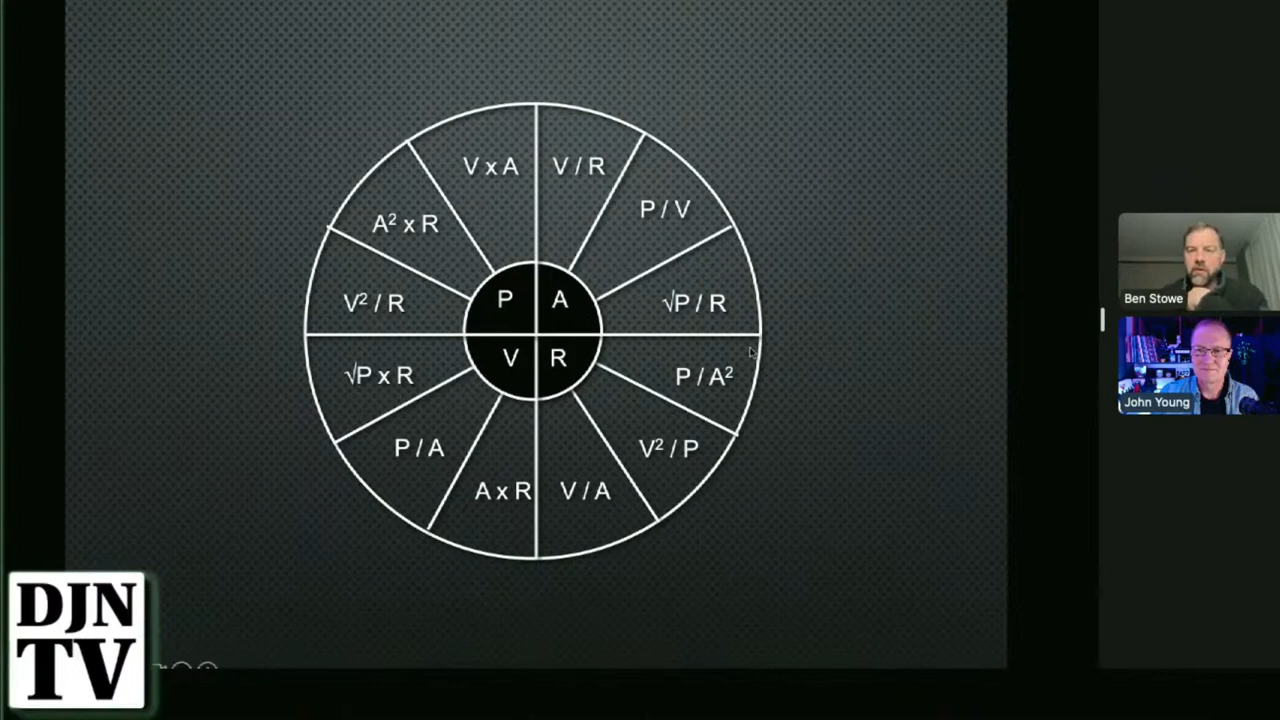 V x A
V / R
A² x R
P / V
V² / R
P
A
√P / R
V
R
√P x R
P / A²
P / A
V² / P
A x R
V / A
Ben Stowe
John Young
DJN
TV